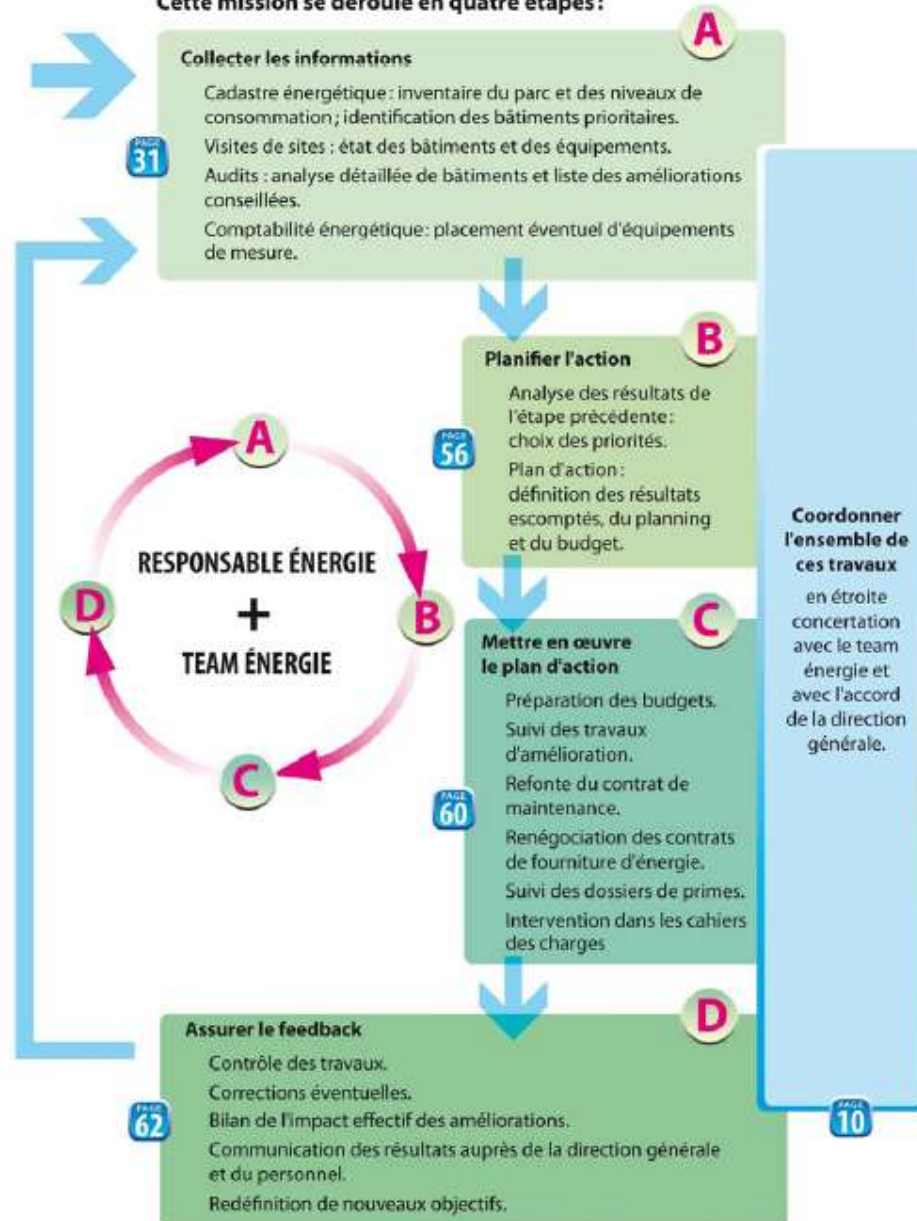 Cette mission se déroule en quatre étapes:
A
Collecter les informations
Cadastre énergétique: inventaire du parc et des niveaux de
consommation; identification des bâtiments prioritaires.
PAGE
31
Visites de sites : état des bâtiments et des équipements.
Audits : analyse détaillée de bâtiments et liste des améliorations
conseillées.
Comptabilité énergétique: placement éventuel d'équipements
de mesure.
B
Planifier l'action
Analyse des résultats de
l'étape précédente:
choix des priorités.
PAGE
56
Plan d'action:
définition des résultats
escomptés, du planning
et du budget.
A
RESPONSABLE ÉNERGIE
+
TEAM ÉNERGIE
B
C
D
C
Mettre en œuvre
le plan d'action
Préparation des budgets.
Suivi des travaux
d'amélioration.
Refonte du contrat de
maintenance.
PAGE
60
Renégociation des contrats
de fourniture d'énergie.
Suivi des dossiers de primes.
Intervention dans les cahiers
des charges
Coordonner
l'ensemble de
ces travaux
en étroite
concertation
avec le team
énergie et
avec l'accord
de la direction
générale.
PAGE
10
D
Assurer le feedback
Contrôle des travaux.
Corrections éventuelles.
PAGE
62
Bilan de l'impact effectif des améliorations.
Communication des résultats auprès de la direction générale
et du personnel.
Redéfinition de nouveaux objectifs.